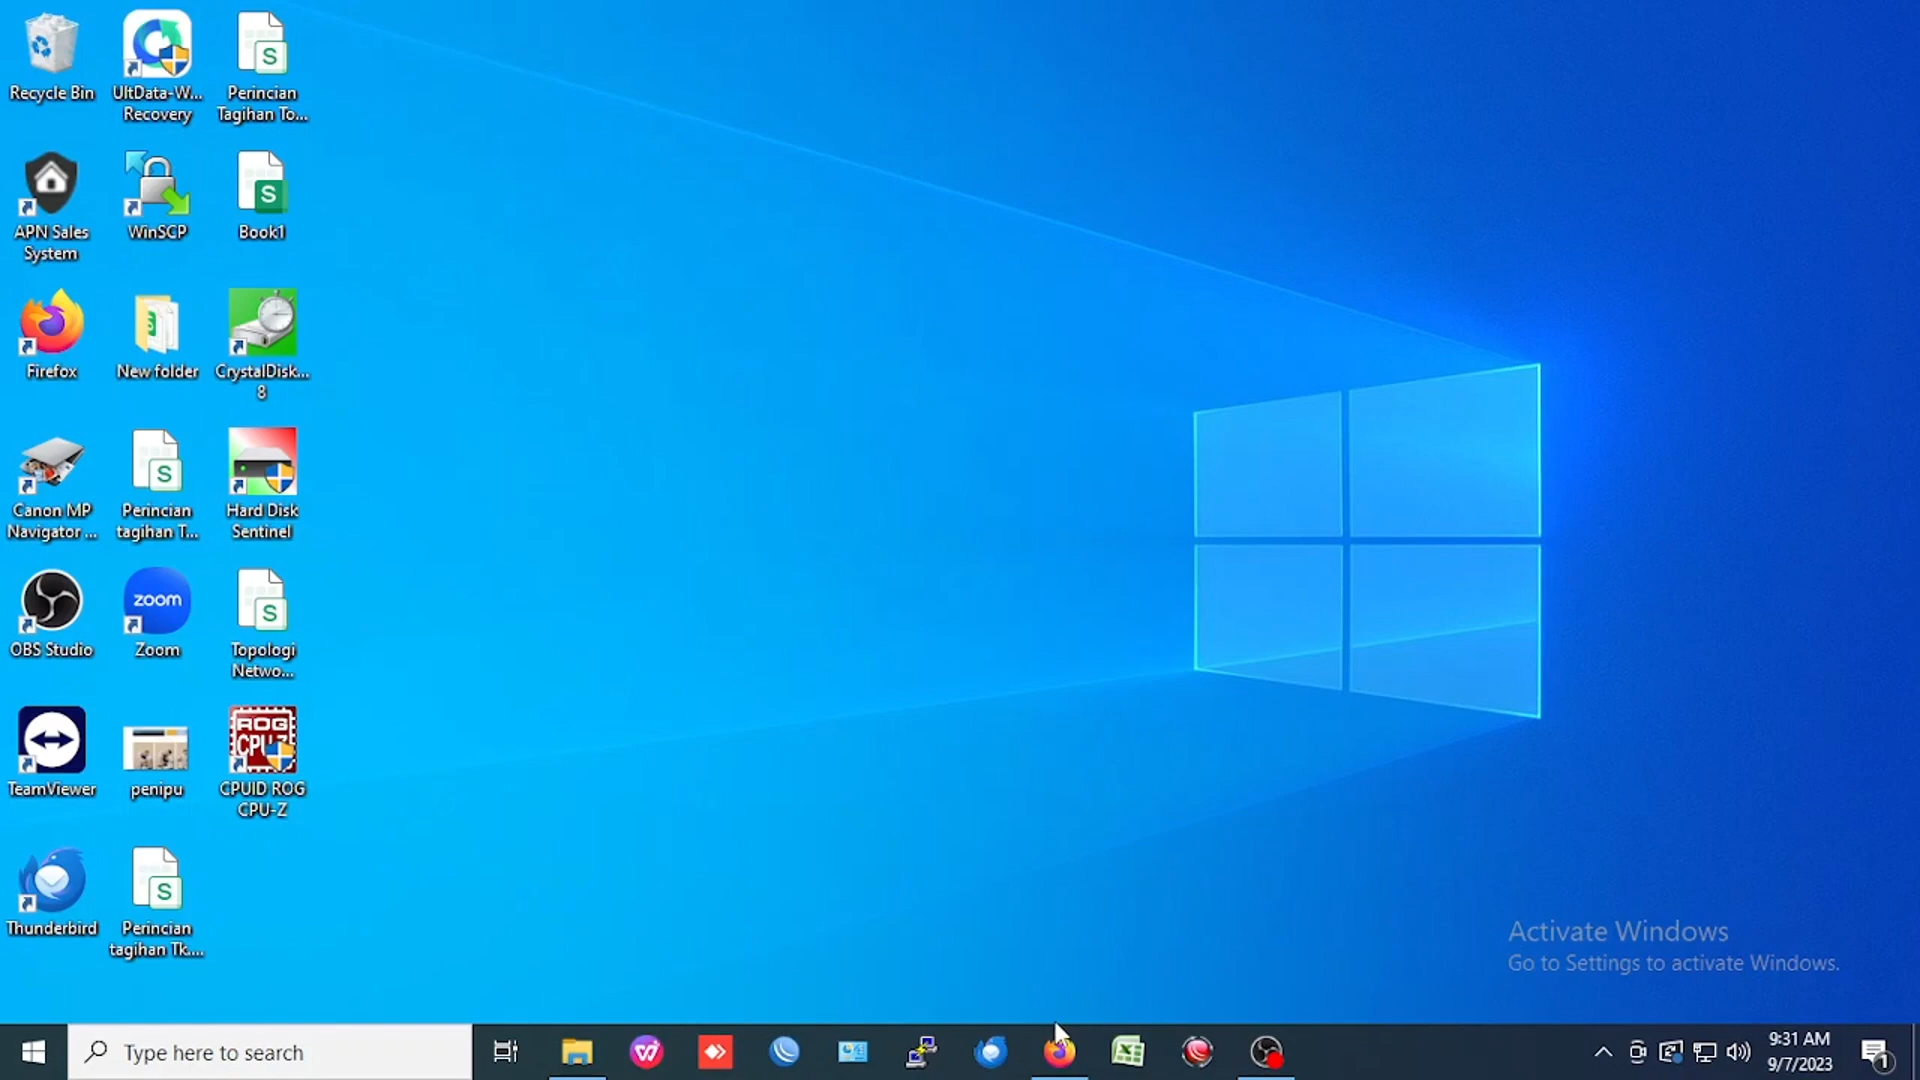 Recycle Bin
UltData-W...
Recovery
Perincian
Tagihan To...
APN Sales
System
WinSCP
Book1
Firefox
New folder
CrystalDisk...
8
Canon MP
Navigator ...
Perincian
tagihan T...
Hard Disk
Sentinel
OBS Studio
zoom
Zoom
Topologi
Netwo...
TeamViewer
penipu
ROG
CPU-Z
CPUID ROG
CPU-Z
Thunderbird
Perincian
tagihan Tk....
Activate Windows
Go to Settings to activate Windows.
Type here to search
9:31 AM
9/7/2023
1